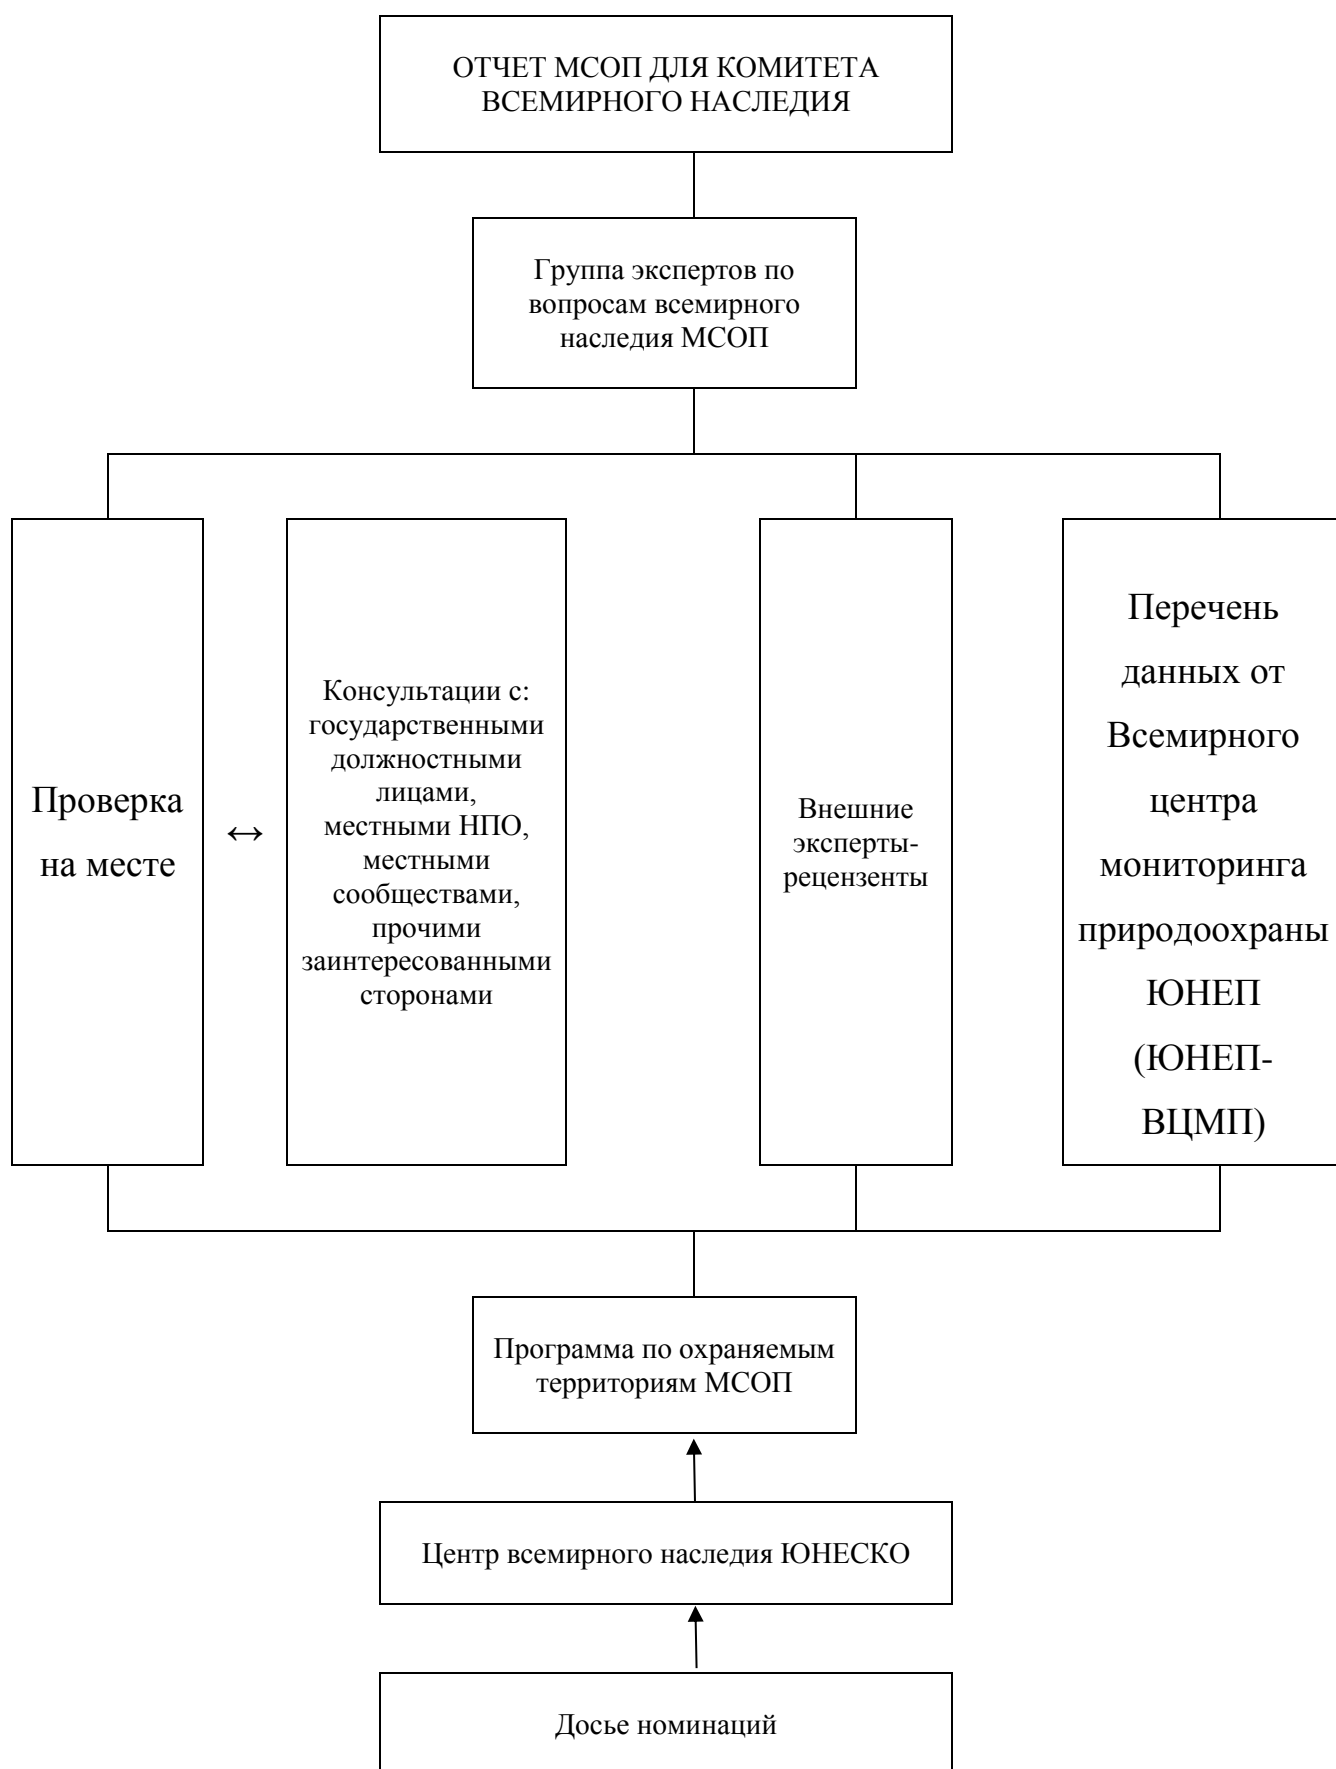 ОТЧЕТ МСОП ДЛЯ КОМИТЕТА
ВСЕМИРНОГО НАСЛЕДИЯ
Группа экспертов по
вопросам всемирного
наследия МСОП
Проверка
на месте
↔
Консультации с:
государственными
должностными
лицами,
местными НПО,
местными
сообществами,
прочими
заинтересованными
сторонами
Внешние
эксперты-
рецензенты
Перечень
данных от
Всемирного
центра
мониторинга
природоохраны
ЮНЕП
(ЮНЕП-
ВЦМП)
Программа по охраняемым
территориям МСОП
Центр всемирного наследия ЮНЕСКО
Досье номинаций